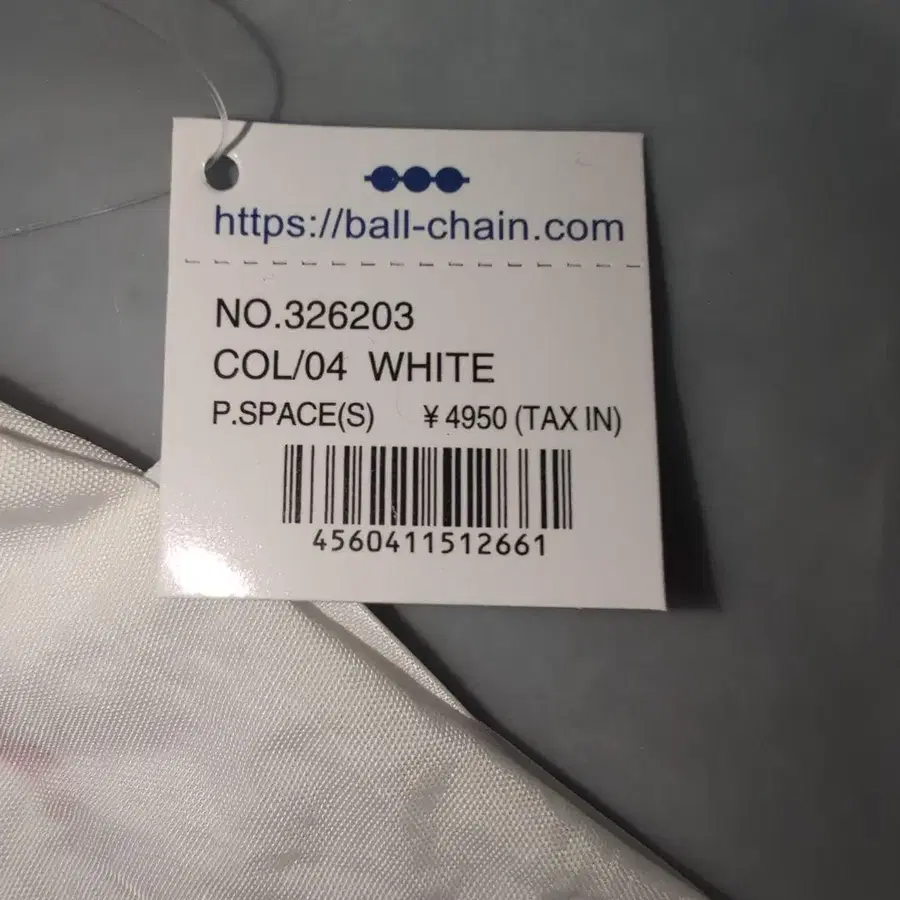 https://ball-chain.com
NO.326203
COL/04 WHITE
P.SPACE(S) ¥4950 (TAX IN)
4560411512661